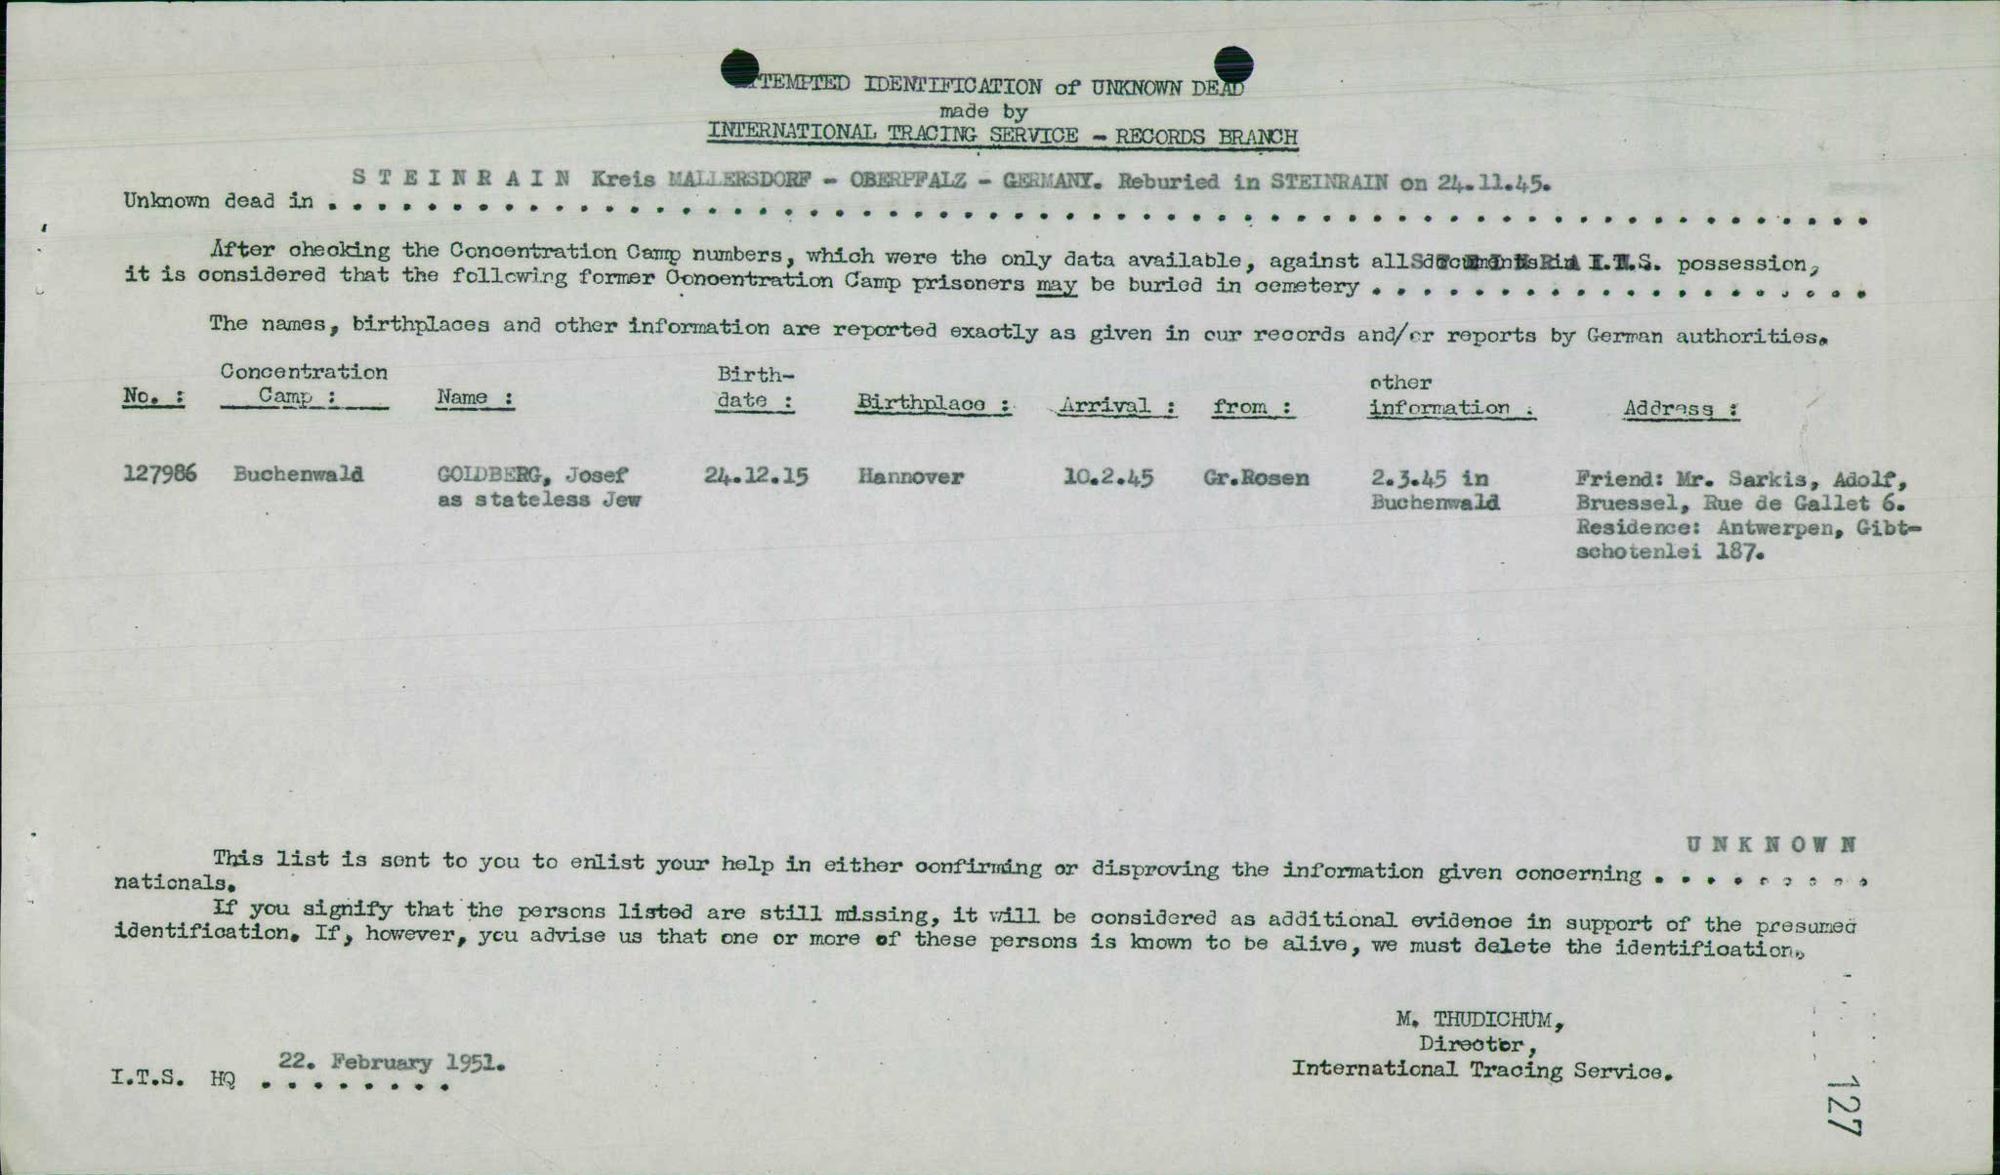 ATTEMPTED IDENTIFICATION of UNKNOWN DEAD
made by
INTERNATIONAL TRACING SERVICE - RECORDS BRANCH
S T E I N R A I N Kreis MALLERSDORF - OBERPFALZ - GERMANY. Reburied in STEINRAIN on 24.11.45.
Unknown dead in . . . . . . . . . . . . . . . . . . . .
After checking the Concentration Camp numbers, which were the only data available, against all documents in I.T.S. possession,
it is considered that the following former Concentration Camp prisoners may be buried in cemetery . . . . . . . . . . . . . . . . . . . .
The names, birthplaces and other information are reported exactly as given in our records and/or reports by German authorities.
No. : Concentration Camp : Name : Birth-date : Birthplace : Arrival : from : other information : Address :
127986 Buchenwald GOLDBERG, Josef 24.12.15 Hannover 10.2.45 Gr.Rosen 2.3.45 in Friend: Mr. Sarkis, Adolf,
as stateless Jew Buchenwald Bruessel, Rue de Gallet 6.
Residence: Antwerpen, Gibt-
schotenlei 187.
U N K N O W N
This list is sent to you to enlist your help in either confirming or disproving the information given concerning . . . . . . . . .
nationals.
If you signify that the persons listed are still missing, it will be considered as additional evidence in support of the presumed
identification. If, however, you advise us that one or more of these persons is known to be alive, we must delete the identification.
M. THUDICHUM,
Director,
International Tracing Service.
22. February 1951.
I.T.S. HQ . . . . . . . .
127